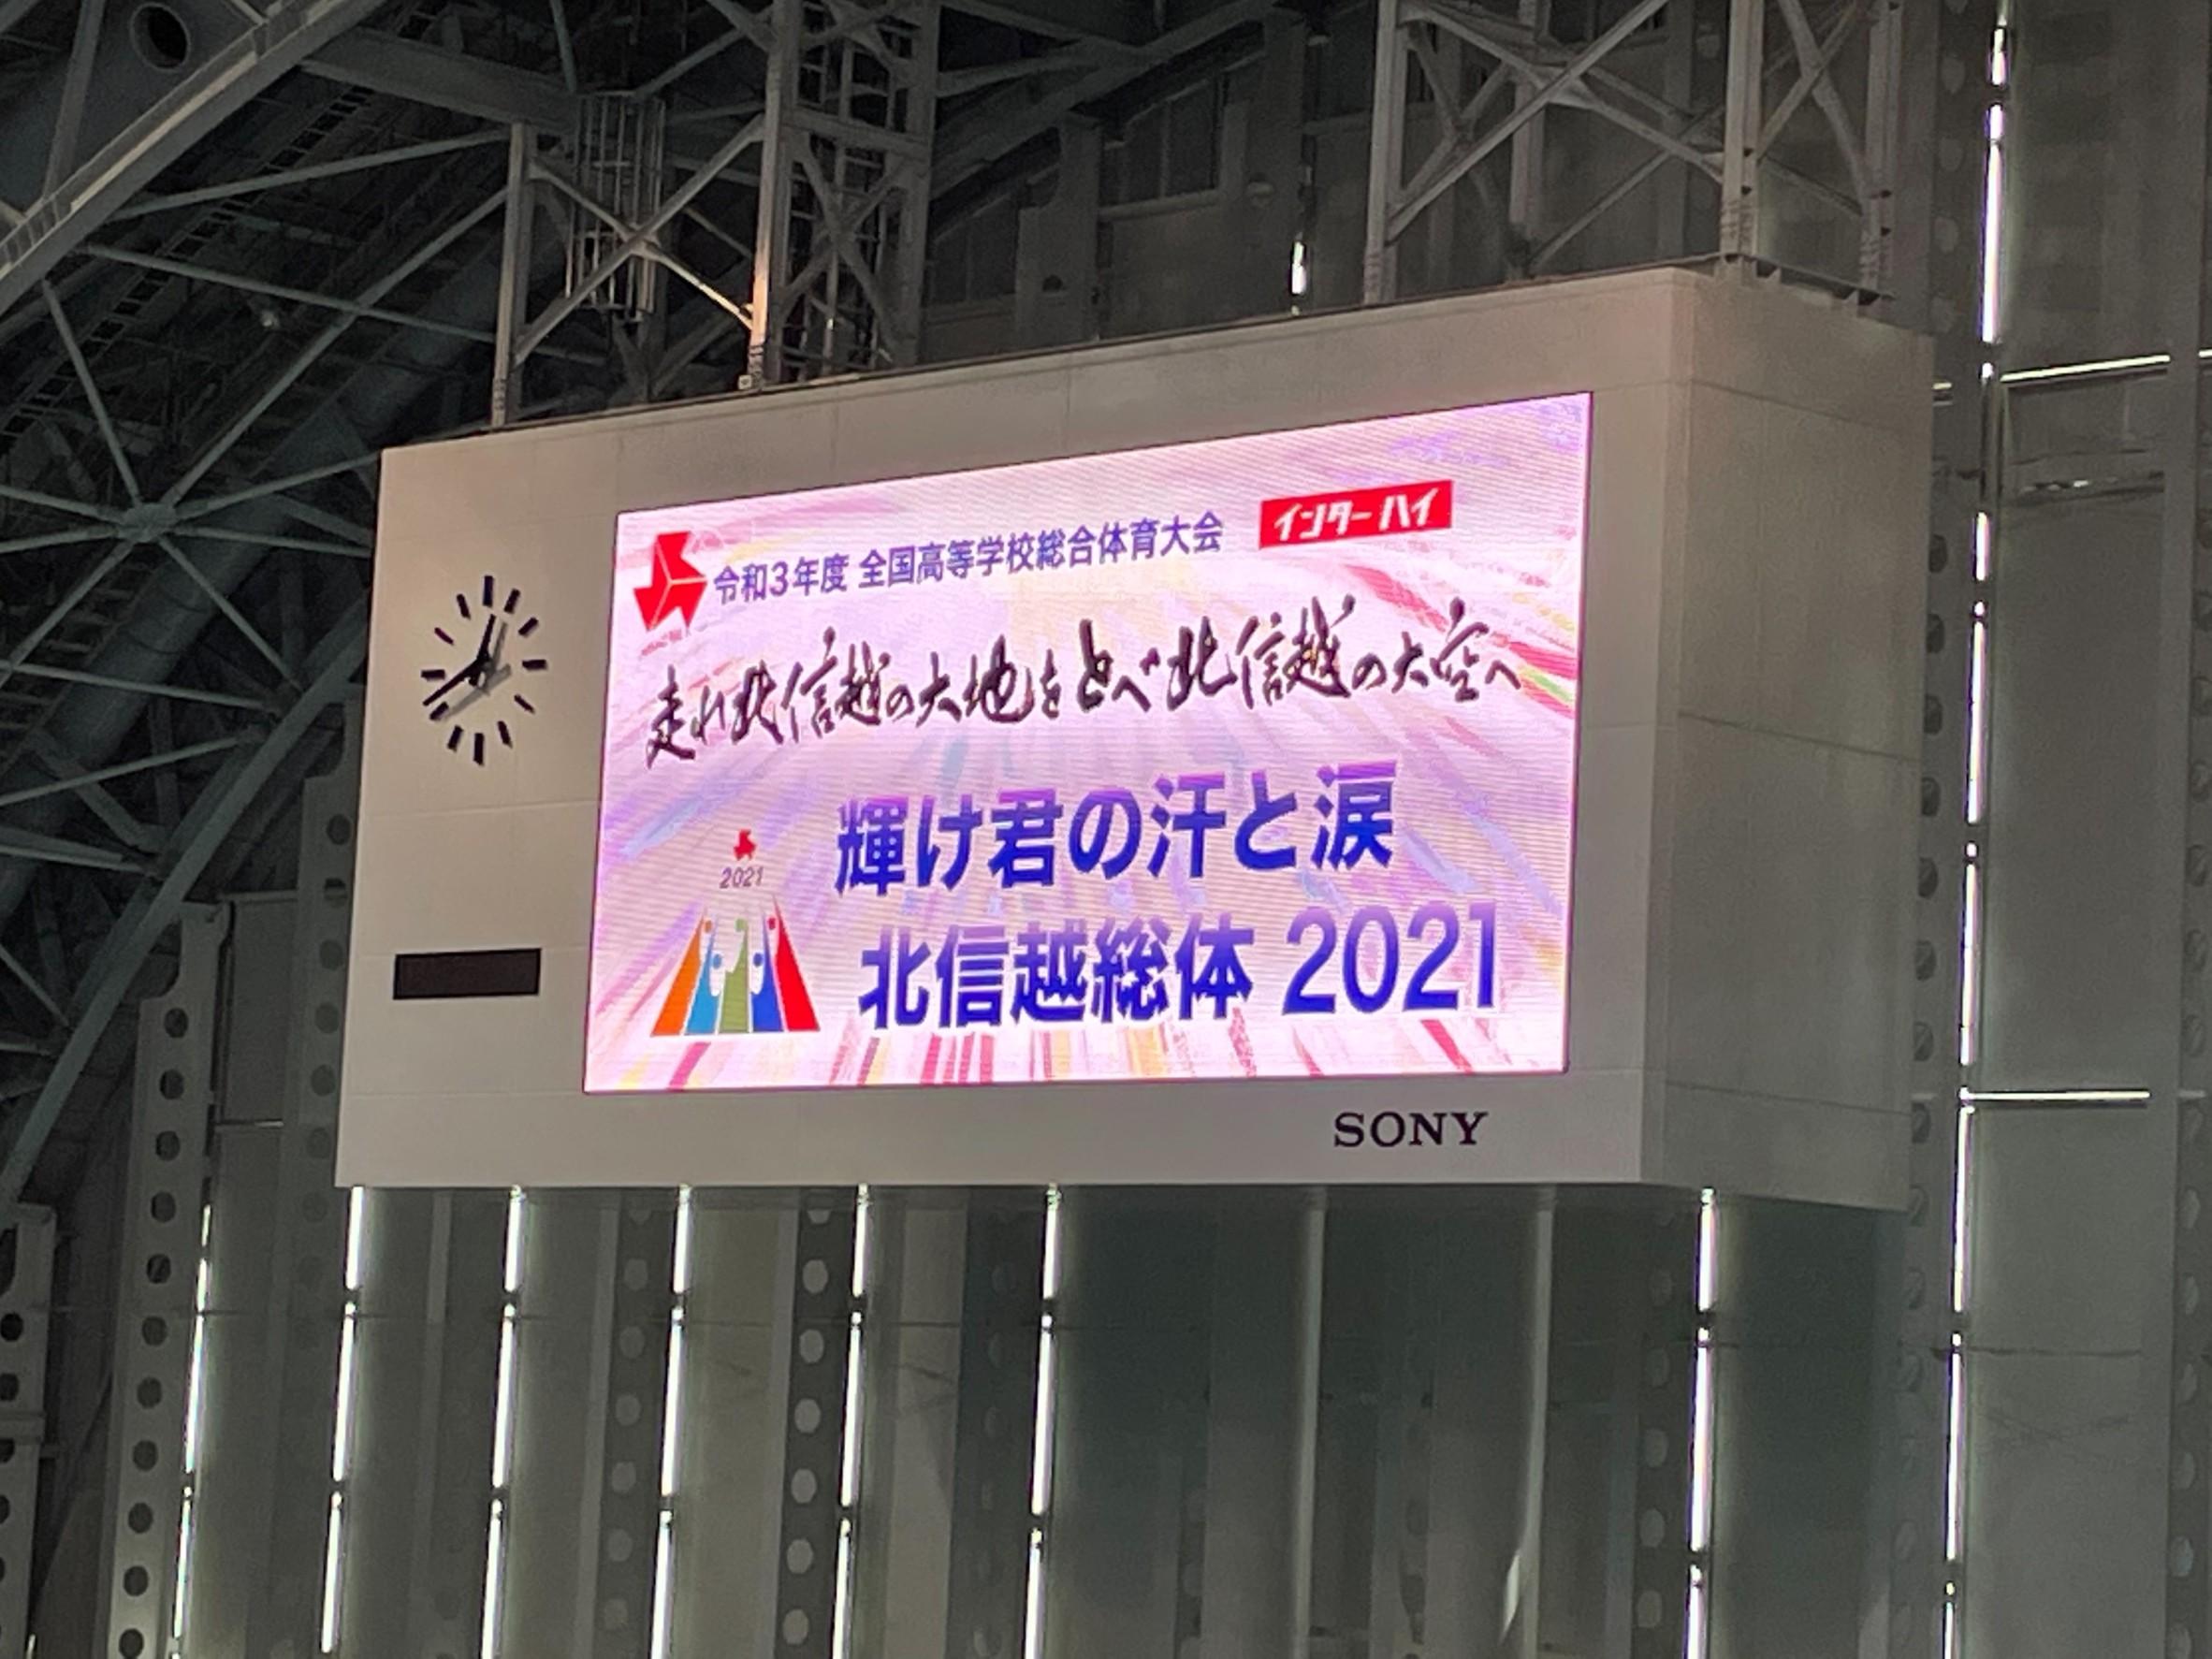 令和3年度 全国高等学校総合体育大会 インターハイ
走れ北信越の大地を とべ北信越の大空へ
輝け君の汗と涙
2021
北信越総体 2021
SONY